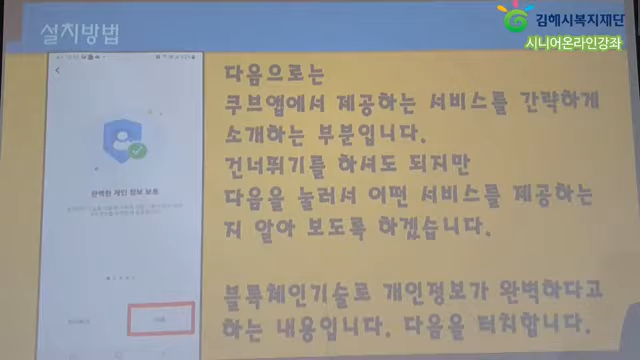 김해시복지재단
시니어온라인강좌
설치방법
완벽한 개인 정보 보호
다음으로는
쿠브앱에서 제공하는 서비스를 간략하게
소개하는 부분입니다.
건너뛰기를 하셔도 되지만
다음을 눌러서 어떤 서비스를 제공하는
지 알아 보도록 하겠습니다.
블록체인기술로 개인정보가 완벽하다고
하는 내용입니다. 다음을 터치합니다.